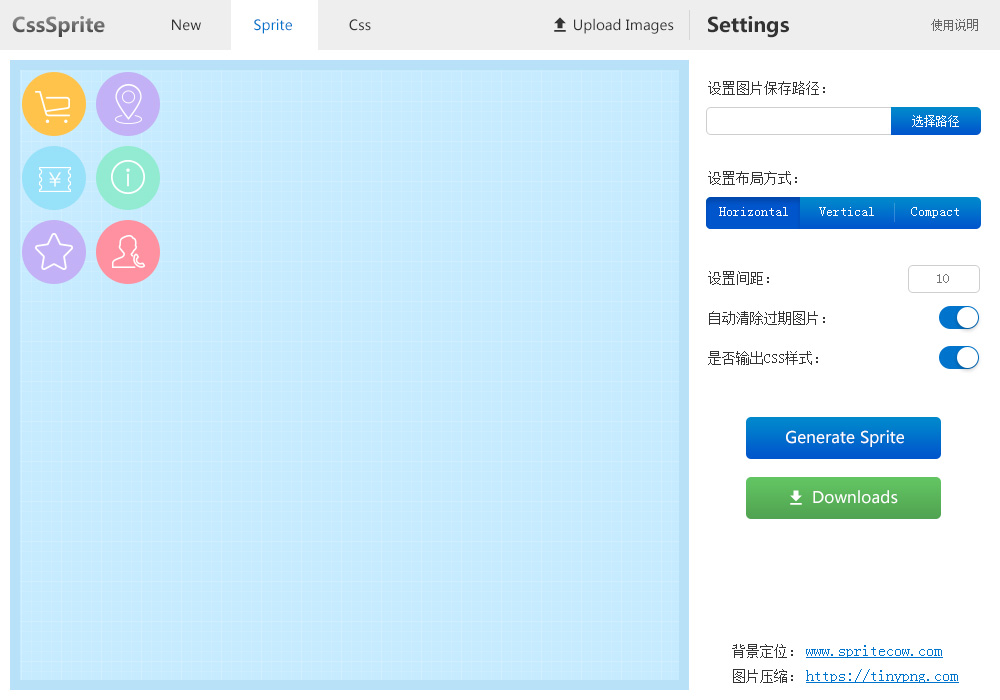 CssSprite New Sprite Css Upload Images Settings 使用说明
设置图片保存路径：
选择路径
设置布局方式：
Horizontal Vertical Compact
设置间距： 10
自动清除过期图片：
是否输出CSS样式：
Generate Sprite
Downloads
背景定位： www.spritecow.com
图片压缩： https://tinypng.com